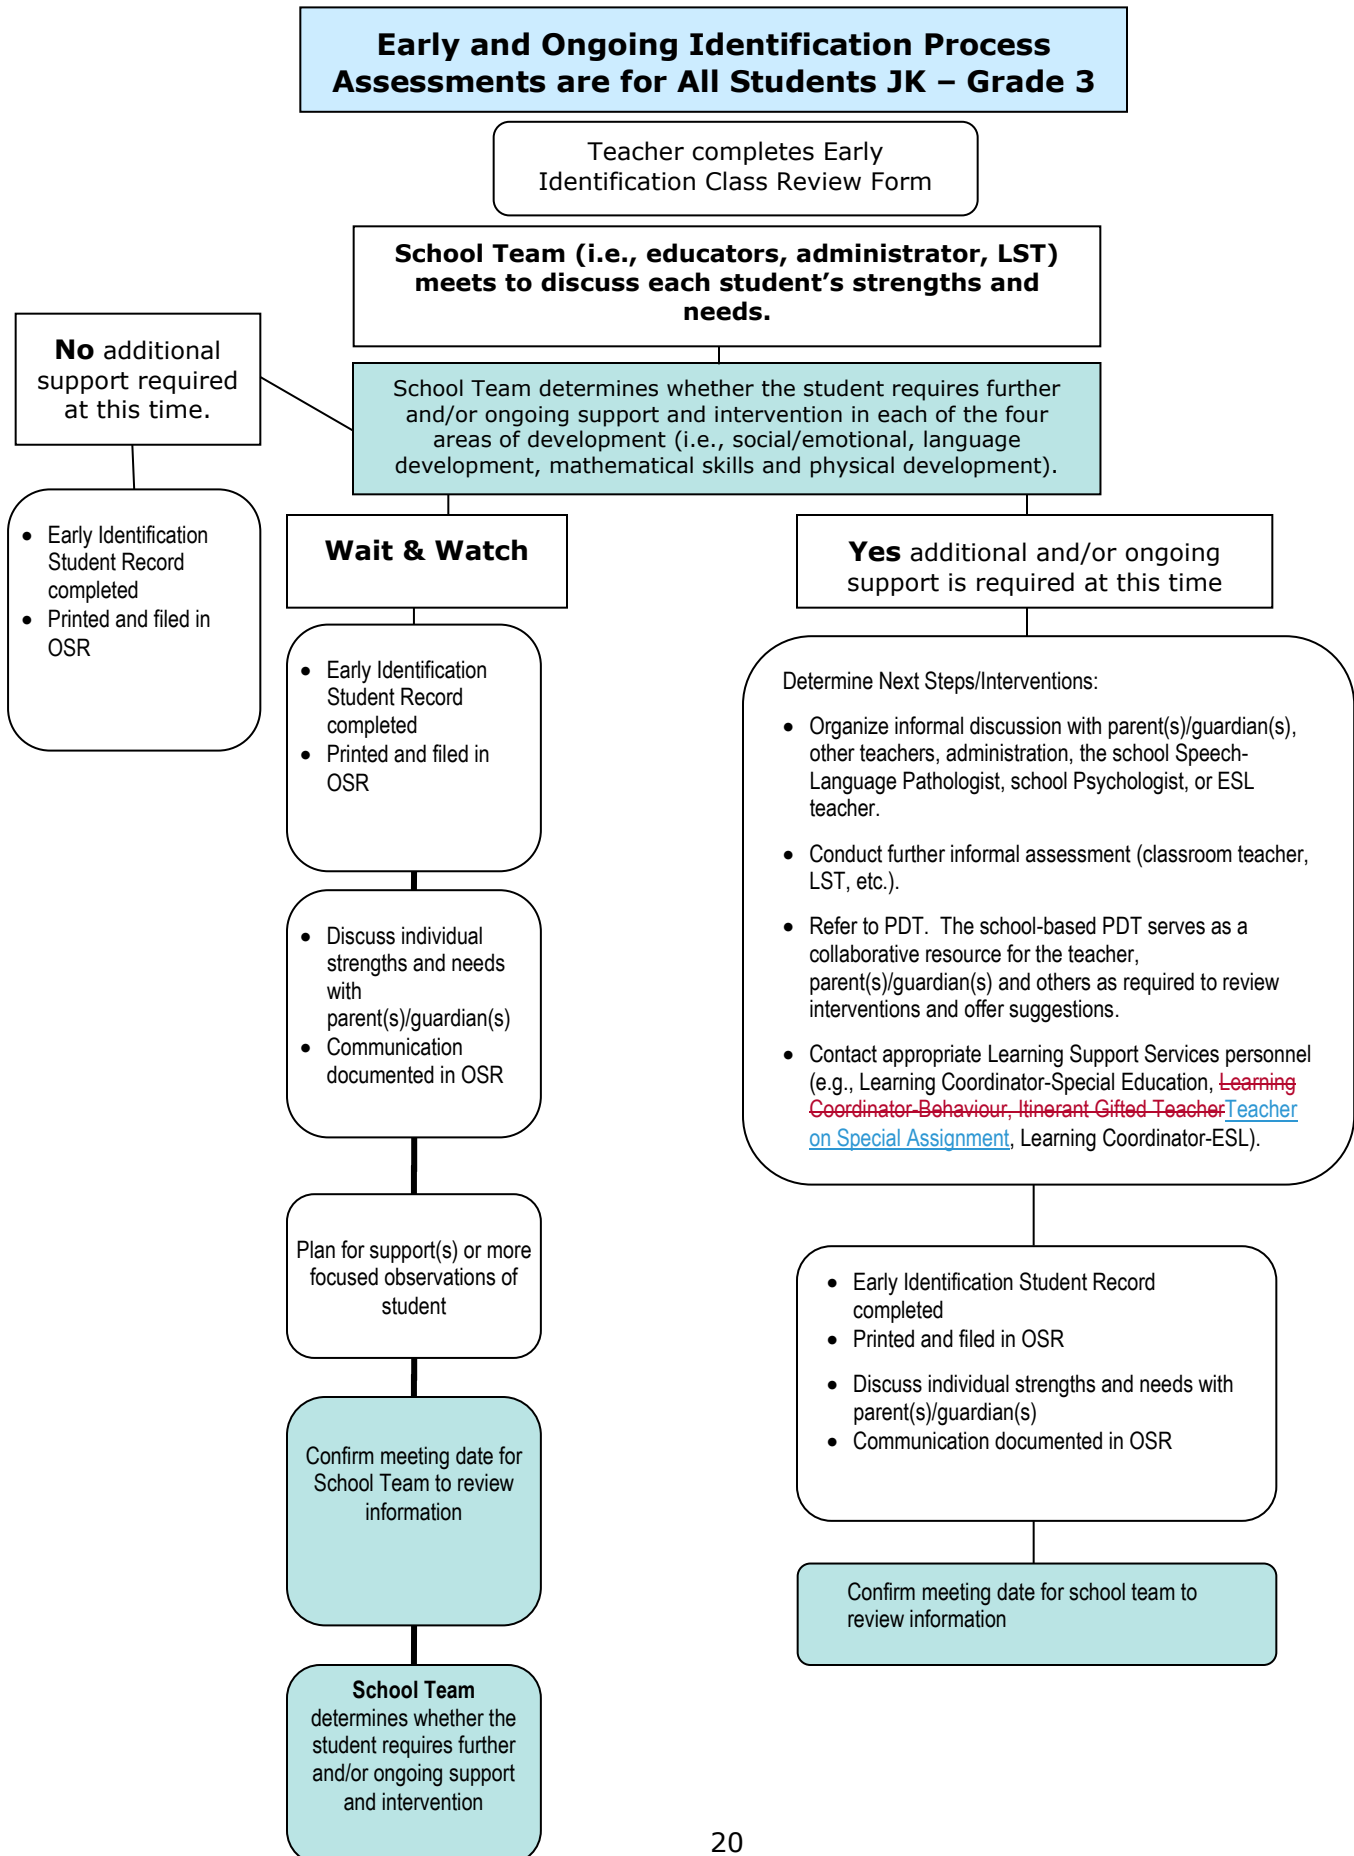 Early and Ongoing Identification Process
Assessments are for All Students JK – Grade 3
Teacher completes Early
Identification Class Review Form
School Team (i.e., educators, administrator, LST)
meets to discuss each student’s strengths and
needs.
No additional
support required
at this time.
School Team determines whether the student requires further
and/or ongoing support and intervention in each of the four
areas of development (i.e., social/emotional, language
development, mathematical skills and physical development).
• Early Identification
Student Record
completed
• Printed and filed in
OSR
Wait & Watch
• Early Identification
Student Record
completed
• Printed and filed in
OSR
• Discuss individual
strengths and needs
with
parent(s)/guardian(s)
• Communication
documented in OSR
Plan for support(s) or more
focused observations of
student
Confirm meeting date for
School Team to review
information
School Team
determines whether the
student requires further
and/or ongoing support
and intervention
Yes additional and/or ongoing
support is required at this time
Determine Next Steps/Interventions:
• Organize informal discussion with parent(s)/guardian(s),
other teachers, administration, the school Speech-
Language Pathologist, school Psychologist, or ESL
teacher.
• Conduct further informal assessment (classroom teacher,
LST, etc.).
• Refer to PDT.  The school-based PDT serves as a
collaborative resource for the teacher,
parent(s)/guardian(s) and others as required to review
interventions and offer suggestions.
• Contact appropriate Learning Support Services personnel
(e.g., Learning Coordinator-Special Education, Learning
Coordinator-Behaviour, Itinerant Gifted TeacherTeacher
on Special Assignment, Learning Coordinator-ESL).
• Early Identification Student Record
completed
• Printed and filed in OSR
• Discuss individual strengths and needs with
parent(s)/guardian(s)
• Communication documented in OSR
Confirm meeting date for school team to
review information
20